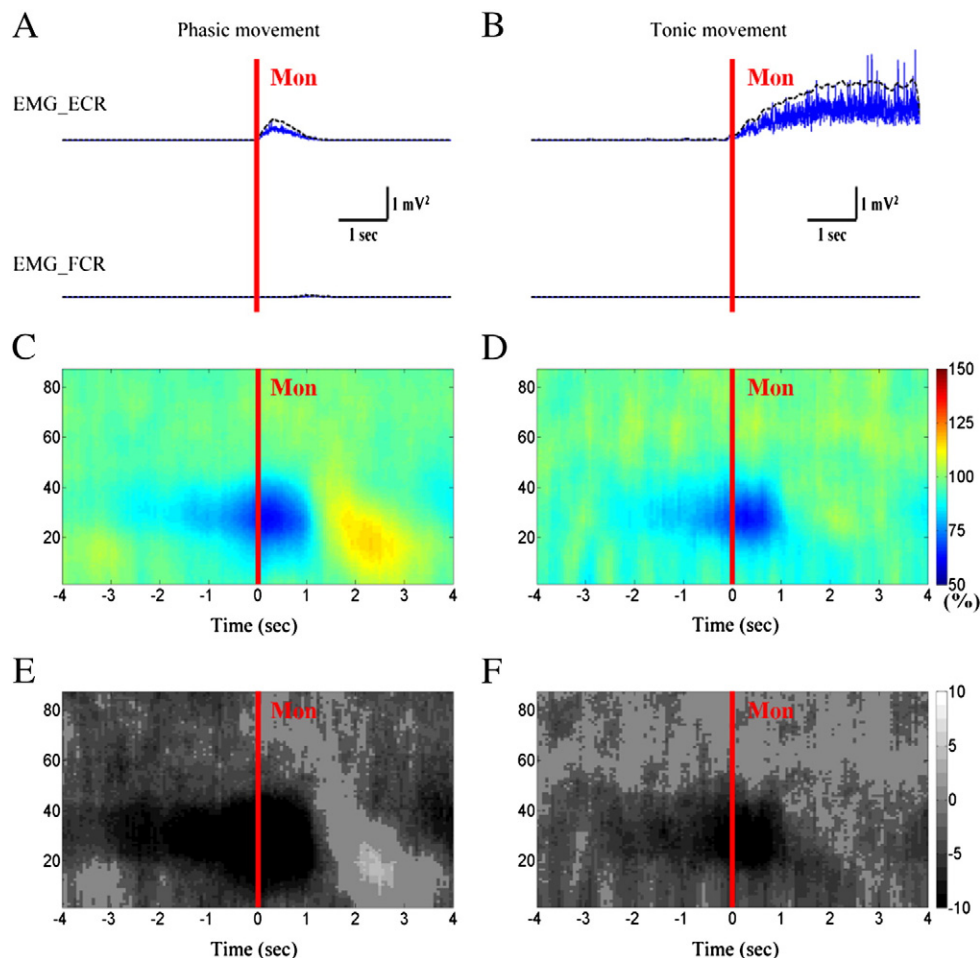 A
B
Phasic movement
Tonic movement
Mon
Mon
EMG_ECR
1 mV²
1 sec
1 mV²
1 sec
EMG_FCR
C
D
Mon
Mon
80
60
40
20
80
60
40
20
150
100
50
(%)
-4 -3 -2 -1 0 1 2 3 4
-4 -3 -2 -1 0 1 2 3 4
Time (sec)
Time (sec)
E
F
Mon
Mon
80
60
40
20
80
60
40
20
10
5
0
-5
-10
-4 -3 -2 -1 0 1 2 3 4
-4 -3 -2 -1 0 1 2 3 4
Time (sec)
Time (sec)